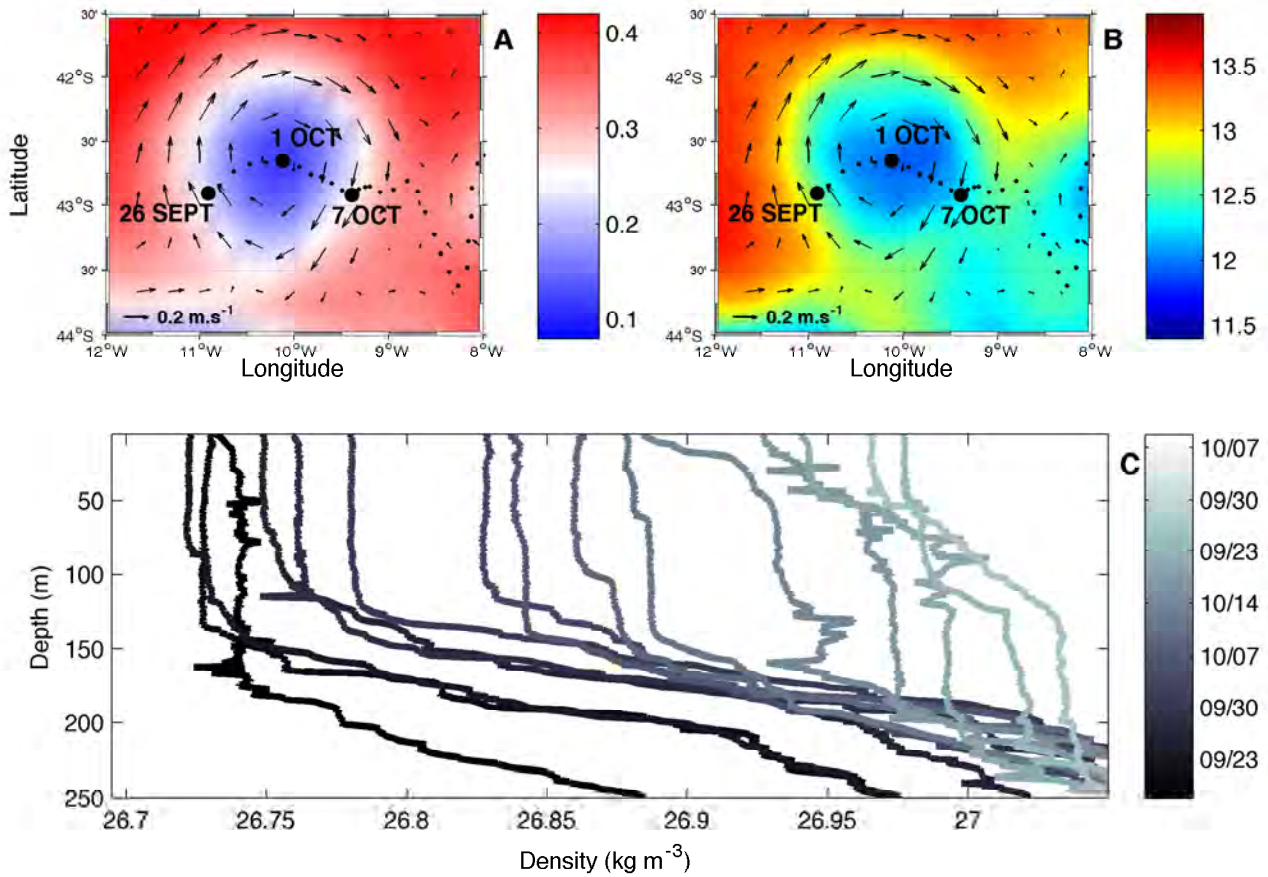 30'
42°S
30'
43°S
30'
44°S
Latitude
12°W 11°W 10°W 9°W 8°W
Longitude
A
1 OCT
26 SEPT
7 OCT
0.2 m.s⁻¹
0.4
0.3
0.2
0.1
30'
42°S
30'
43°S
30'
44°S
12°W 11°W 10°W 9°W 8°W
Longitude
B
1 OCT
26 SEPT
7 OCT
0.2 m.s⁻¹
13.5
13
12.5
12
11.5
C
Depth (m)
50
100
150
200
250
26.7 26.75 26.8 26.85 26.9 26.95 27
Density (kg m⁻³)
10/07
09/30
09/23
10/14
10/07
09/30
09/23